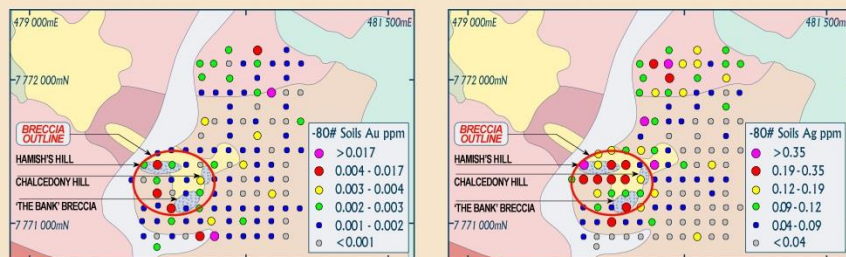 479 000mE
481 500mE
7 772 000mN
BRECCIA
OUTLINE
HAMISH'S HILL
CHALCEDONY HILL
'THE BANK' BRECCIA
7 771 000mN
-80# Soils Au ppm
>0.017
0.004 - 0.017
0.003 - 0.004
0.002 - 0.003
0.001 - 0.002
<0.001
479 000mE
481 500mE
7 772 000mN
BRECCIA
OUTLINE
HAMISH'S HILL
CHALCEDONY HILL
'THE BANK' BRECCIA
7 771 000mN
-80# Soils Ag ppm
>0.35
0.19-0.35
0.12-0.19
0.09-0.12
0.04-0.09
<0.04